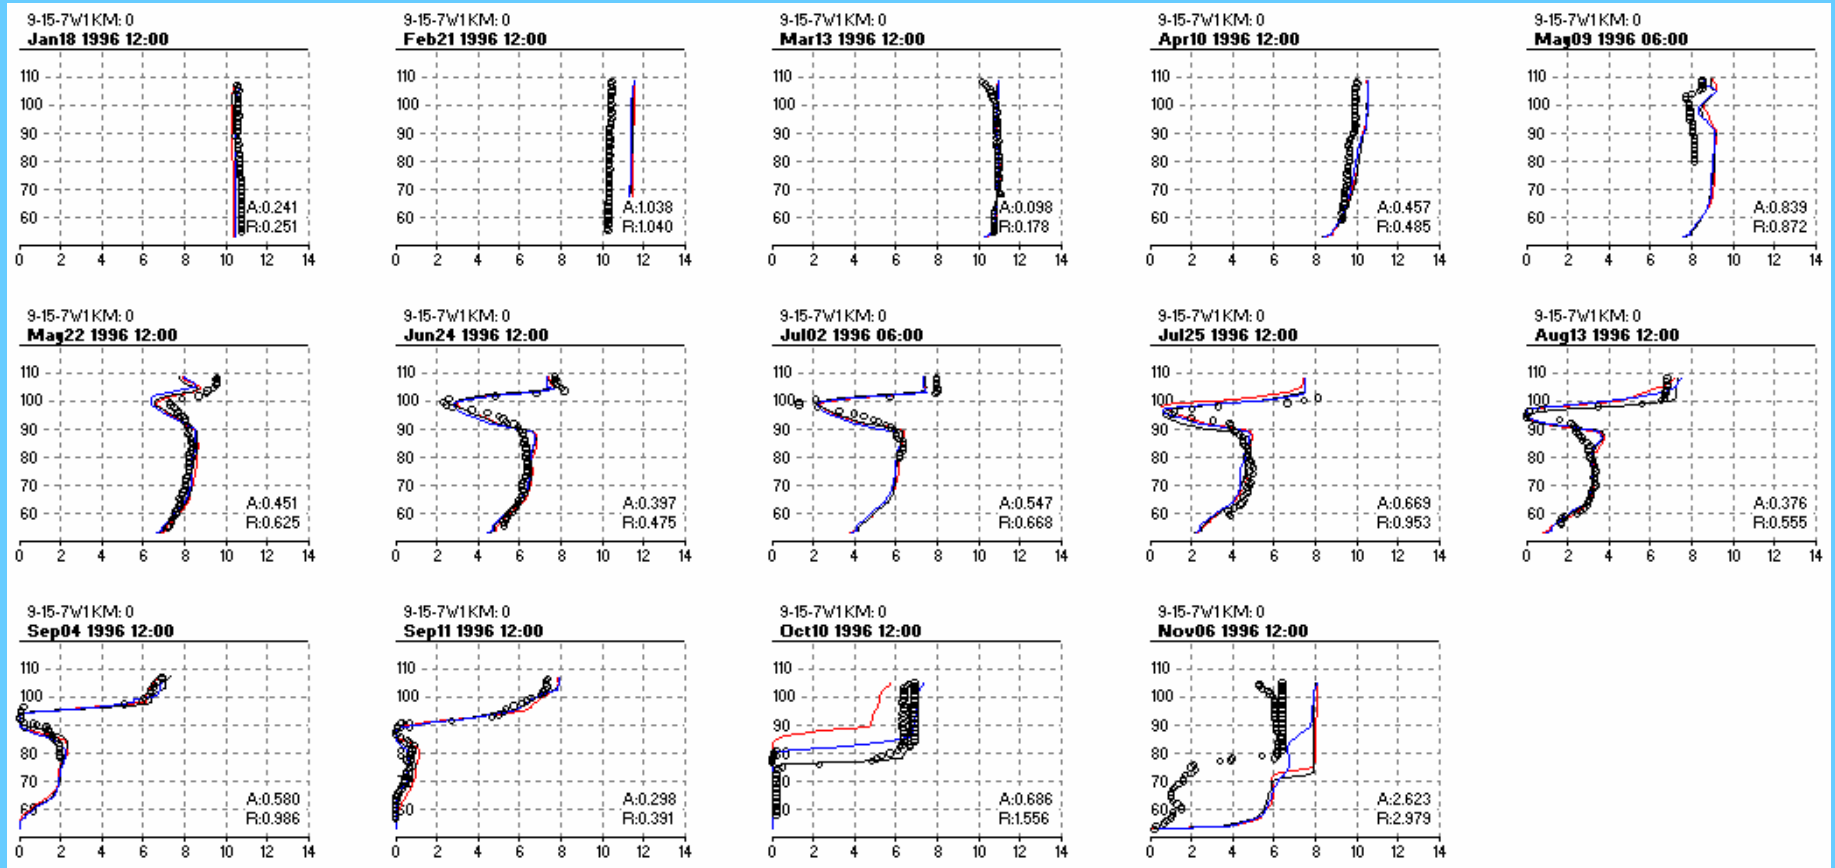 9-15-7W1 KM: 0
Jan18 1996 12:00
110
100
90
80
70
A:0.241
60
R:0.251
0 2 4 6 8 10 12 14
9-15-7W1 KM: 0
Feb21 1996 12:00
110
100
90
80
70
A:1.038
60
R:1.040
0 2 4 6 8 10 12 14
9-15-7W1 KM: 0
Mar13 1996 12:00
110
100
90
80
70
A:0.098
60
R:0.178
0 2 4 6 8 10 12 14
9-15-7W1 KM: 0
Apr10 1996 12:00
110
100
90
80
70
A:0.457
60
R:0.485
0 2 4 6 8 10 12 14
9-15-7W1 KM: 0
May09 1996 06:00
110
100
90
80
70
A:0.839
60
R:0.872
0 2 4 6 8 10 12 14
9-15-7W1 KM: 0
May22 1996 12:00
110
100
90
80
70
A:0.451
60
R:0.625
0 2 4 6 8 10 12 14
9-15-7W1 KM: 0
Jun24 1996 12:00
110
100
90
80
70
A:0.397
60
R:0.475
0 2 4 6 8 10 12 14
9-15-7W1 KM: 0
Jul02 1996 06:00
110
100
90
80
70
A:0.547
60
R:0.668
0 2 4 6 8 10 12 14
9-15-7W1 KM: 0
Jul25 1996 12:00
110
100
90
80
70
A:0.669
60
R:0.953
0 2 4 6 8 10 12 14
9-15-7W1 KM: 0
Aug13 1996 12:00
110
100
90
80
70
A:0.376
60
R:0.555
0 2 4 6 8 10 12 14
9-15-7W1 KM: 0
Sep04 1996 12:00
110
100
90
80
70
A:0.580
60
R:0.986
0 2 4 6 8 10 12 14
9-15-7W1 KM: 0
Sep11 1996 12:00
110
100
90
80
70
A:0.298
60
R:0.391
0 2 4 6 8 10 12 14
9-15-7W1 KM: 0
Oct10 1996 12:00
110
100
90
A:0.686
R:1.556
0 2 4 6 8 10 12 14
9-15-7W1 KM: 0
Nov06 1996 12:00
110
100
90
80
70
A:2.623
60
R:2.979
0 2 4 6 8 10 12 14